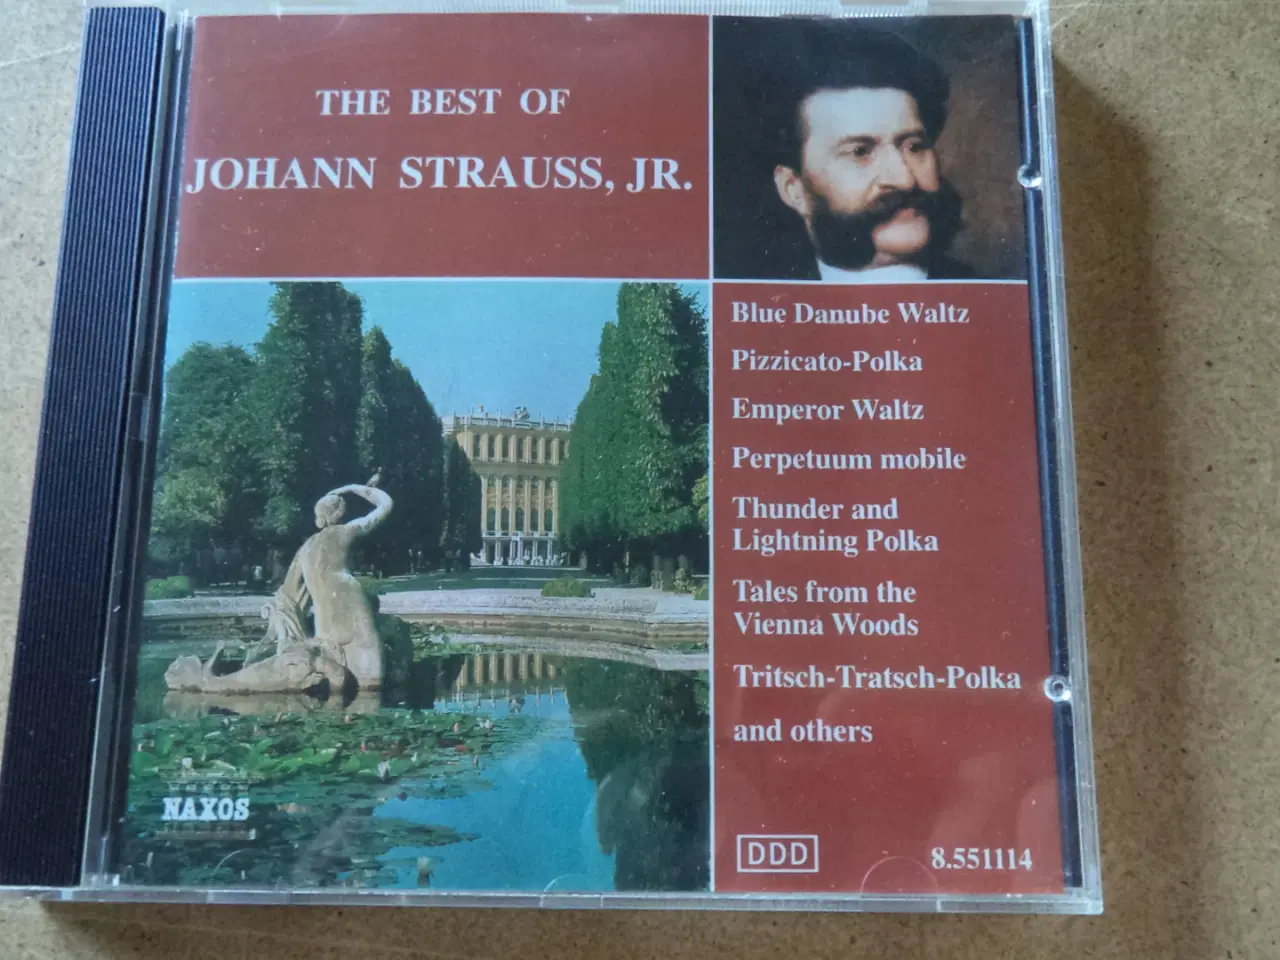 THE BEST OF
JOHANN STRAUSS, JR.
Blue Danube Waltz
Pizzicato-Polka
Emperor Waltz
Perpetuum mobile
Thunder and
Lightning Polka
Tales from the
Vienna Woods
Tritsch-Tratsch-Polka
and others
NAXOS
DDD
8.551114